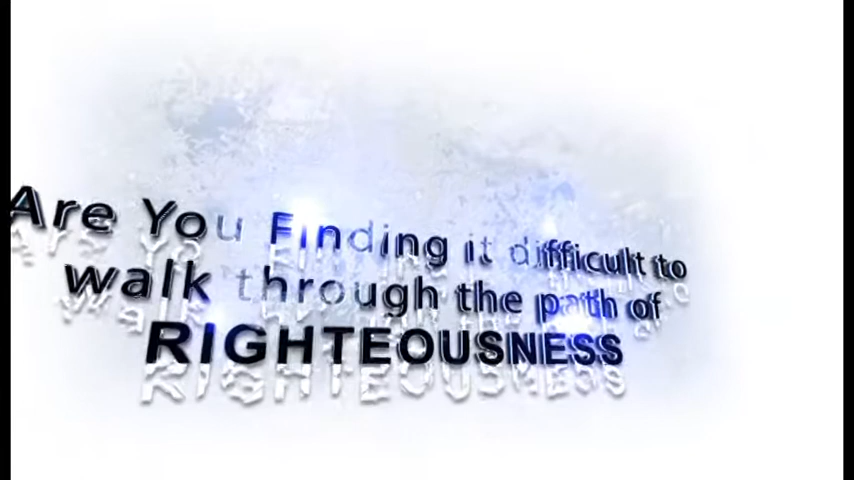 Are You Finding it difficult to
walk through the path of
RIGHTEOUSNESS